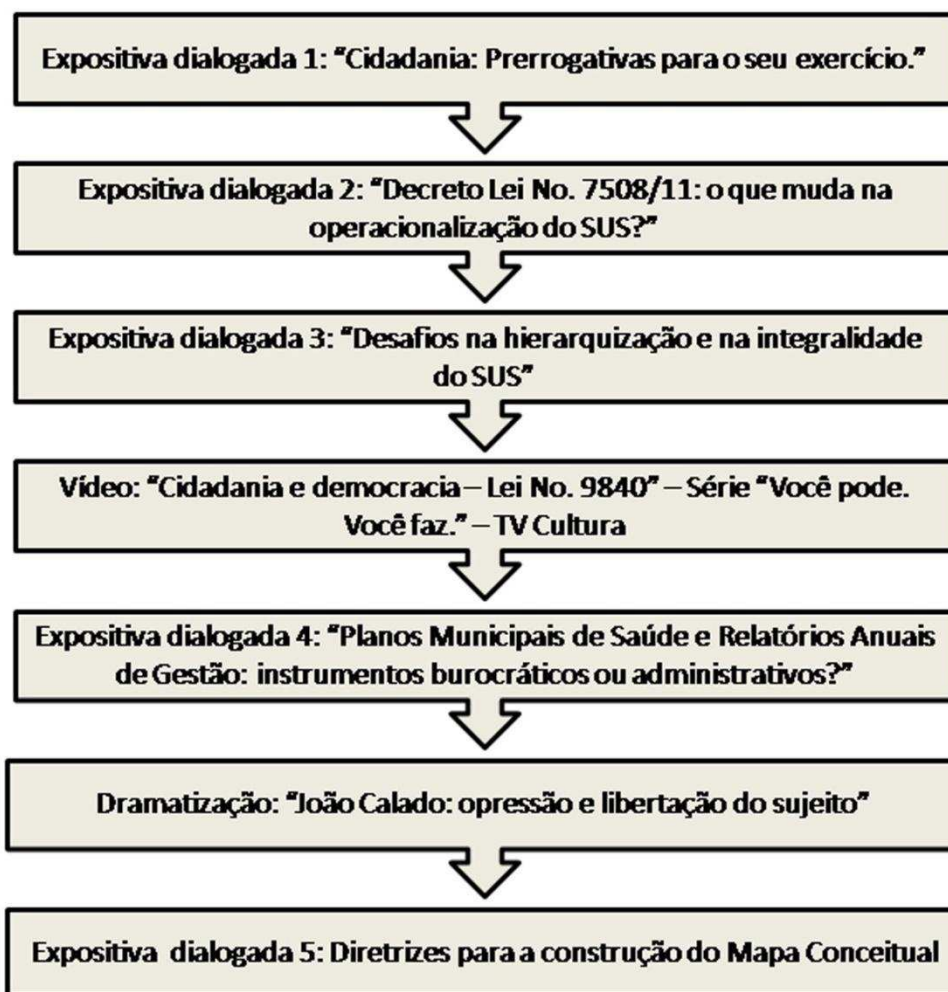 Expositiva dialogada 1: “Cidadania: Prerrogativas para o seu exercício.”
Expositiva dialogada 2: “Decreto Lei No. 7508/11: o que muda na
operacionalização do SUS?”
Expositiva dialogada 3: “Desafios na hierarquização e na integralidade
do SUS”
Vídeo: “Cidadania e democracia – Lei No. 9840” – Série “Você pode.
Você faz.” – TV Cultura
Expositiva dialogada 4: “Planos Municipais de Saúde e Relatórios Anuais
de Gestão: instrumentos burocráticos ou administrativos?”
Dramatização: “João Calado: opressão e libertação do sujeito”
Expositiva dialogada 5: Diretrizes para a construção do Mapa Conceitual